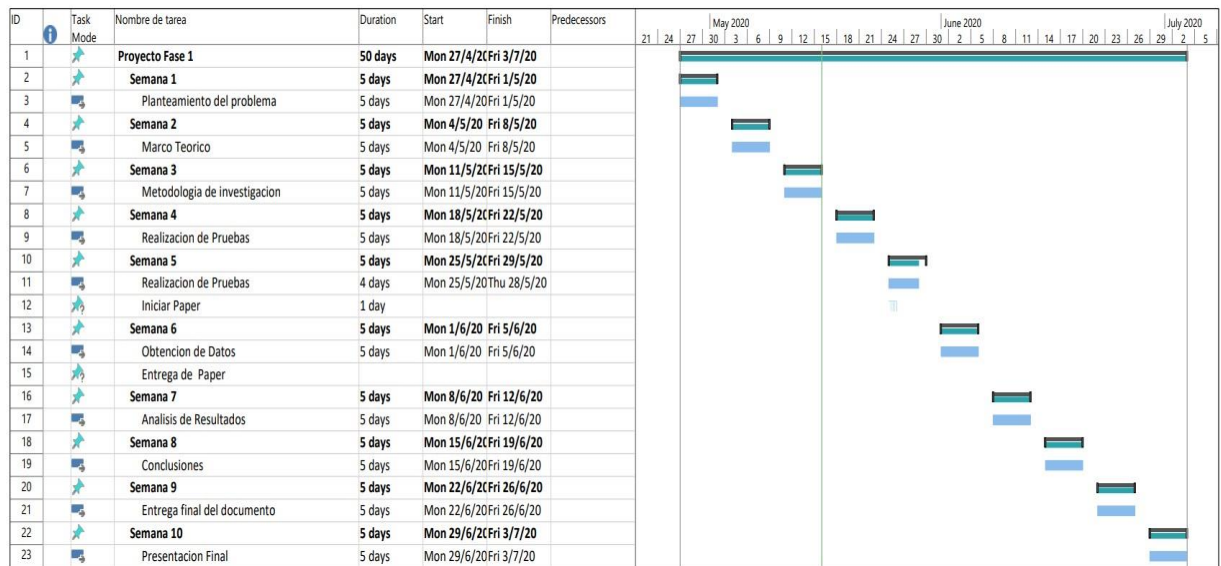 ID Task Mode Nombre de tarea Duration Start Finish Predecessors
May 2020 June 2020 July 2020
21 24 27 30 3 6 9 12 15 18 21 24 27 30 2 5 8 11 14 17 20 23 26 29 2 5
1 Proyecto Fase 1 50 days Mon 27/4/20 Fri 3/7/20
2 Semana 1 5 days Mon 27/4/20 Fri 1/5/20
3 Planteamiento del problema 5 days Mon 27/4/20 Fri 1/5/20
4 Semana 2 5 days Mon 4/5/20 Fri 8/5/20
5 Marco Teorico 5 days Mon 4/5/20 Fri 8/5/20
6 Semana 3 5 days Mon 11/5/20 Fri 15/5/20
7 Metodologia de investigacion 5 days Mon 11/5/20 Fri 15/5/20
8 Semana 4 5 days Mon 18/5/20 Fri 22/5/20
9 Realizacion de Pruebas 5 days Mon 18/5/20 Fri 22/5/20
10 Semana 5 5 days Mon 25/5/20 Fri 29/5/20
11 Realizacion de Pruebas 4 days Mon 25/5/20 Thu 28/5/20
12 Iniciar Paper 1 day
13 Semana 6 5 days Mon 1/6/20 Fri 5/6/20
14 Obtencion de Datos 5 days Mon 1/6/20 Fri 5/6/20
15 Entrega de Paper
16 Semana 7 5 days Mon 8/6/20 Fri 12/6/20
17 Analisis de Resultados 5 days Mon 8/6/20 Fri 12/6/20
18 Semana 8 5 days Mon 15/6/20 Fri 19/6/20
19 Conclusiones 5 days Mon 15/6/20 Fri 19/6/20
20 Semana 9 5 days Mon 22/6/20 Fri 26/6/20
21 Entrega final del documento 5 days Mon 22/6/20 Fri 26/6/20
22 Semana 10 5 days Mon 29/6/20 Fri 3/7/20
23 Presentacion Final 5 days Mon 29/6/20 Fri 3/7/20